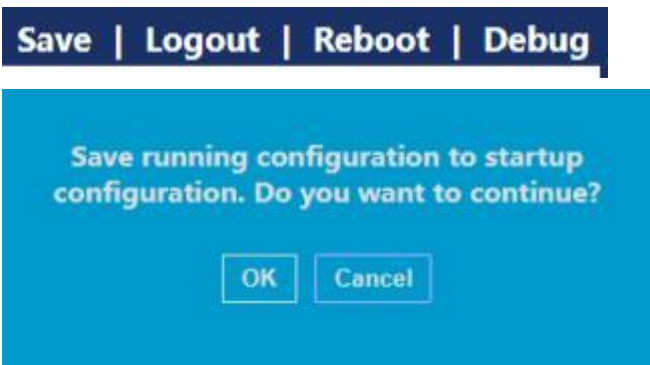 Save | Logout | Reboot | Debug
Save running configuration to startup
configuration. Do you want to continue?
OK Cancel